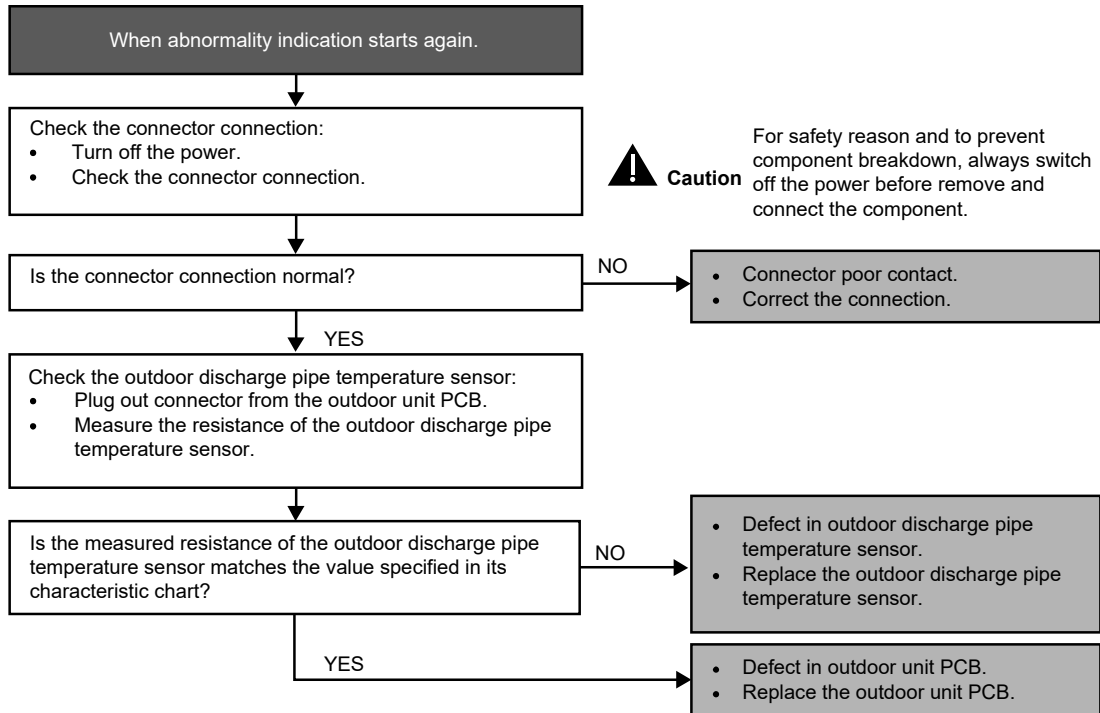 When abnormality indication starts again.
Check the connector connection:
• Turn off the power.
• Check the connector connection.
Caution
For safety reason and to prevent
component breakdown, always switch
off the power before remove and
connect the component.
Is the connector connection normal?
NO
• Connector poor contact.
• Correct the connection.
YES
Check the outdoor discharge pipe temperature sensor:
• Plug out connector from the outdoor unit PCB.
• Measure the resistance of the outdoor discharge pipe
temperature sensor.
Is the measured resistance of the outdoor discharge pipe
temperature sensor matches the value specified in its
characteristic chart?
NO
• Defect in outdoor discharge pipe
temperature sensor.
• Replace the outdoor discharge pipe
temperature sensor.
YES
• Defect in outdoor unit PCB.
• Replace the outdoor unit PCB.